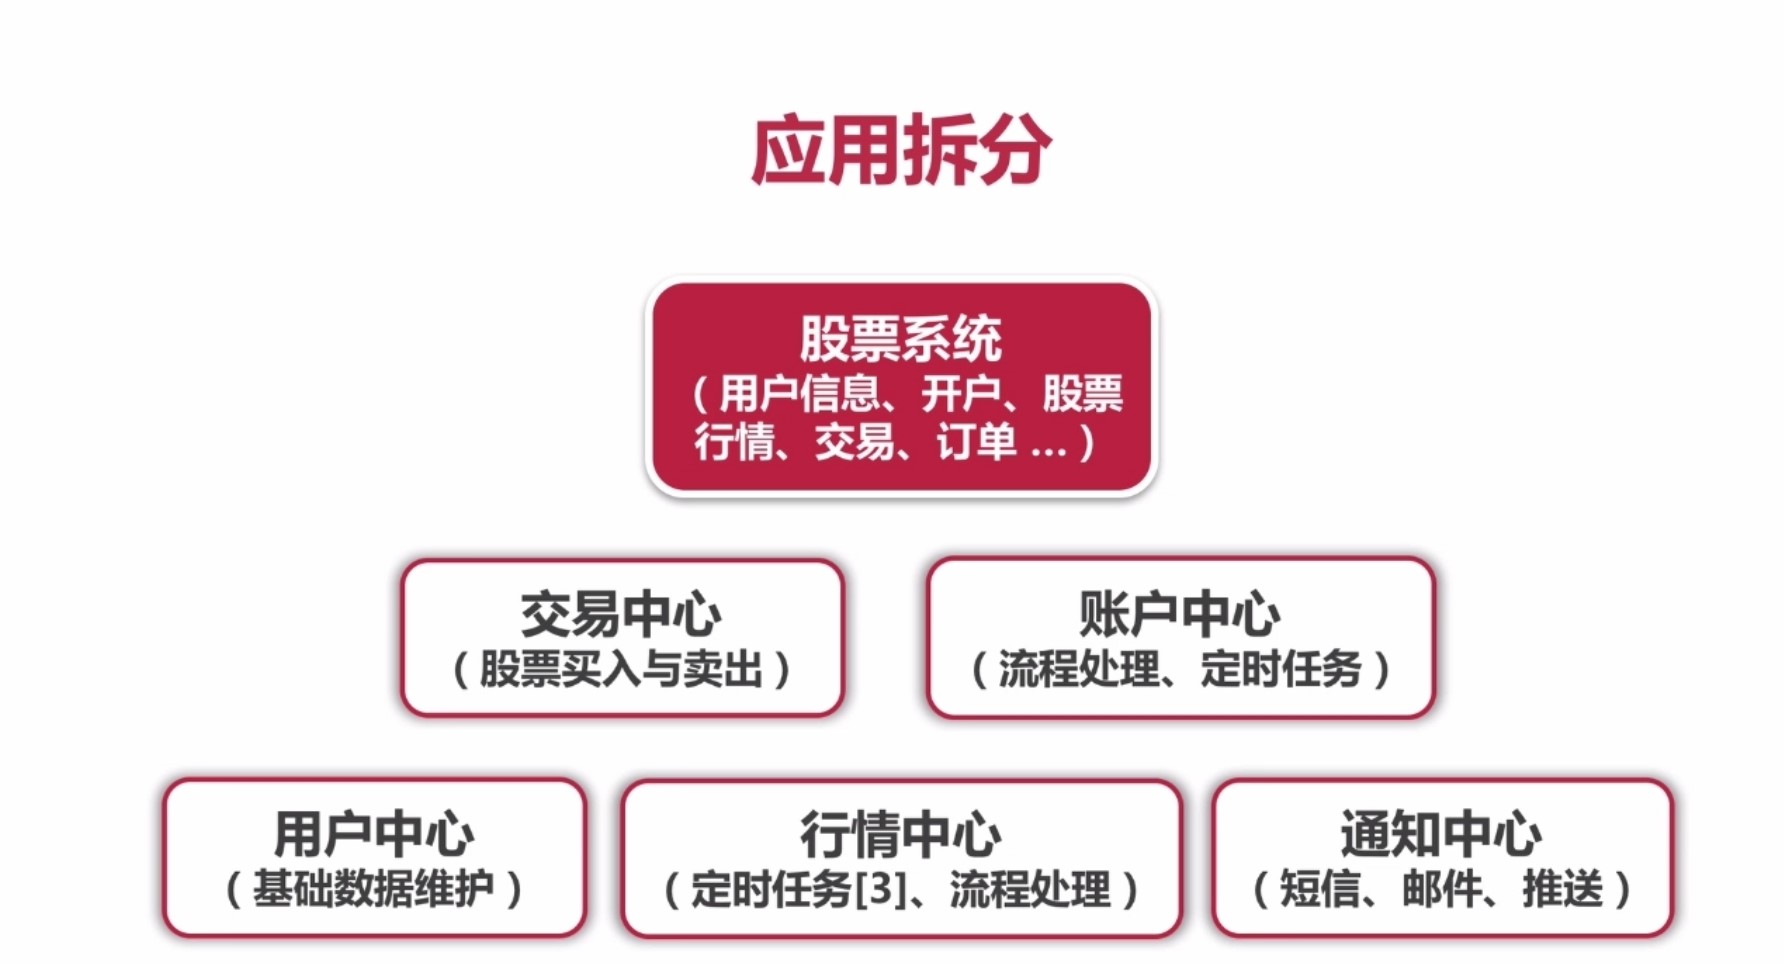 应用拆分
股票系统
（用户信息、开户、股票
行情、交易、订单 ...）
交易中心
（股票买入与卖出）
账户中心
（流程处理、定时任务）
用户中心
（基础数据维护）
行情中心
（定时任务[3]、流程处理）
通知中心
（短信、邮件、推送）